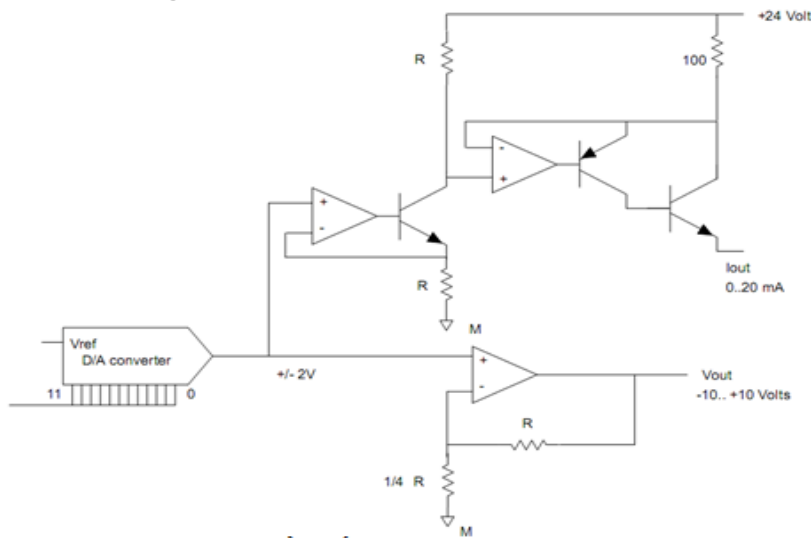 +24 Volt
R
100
-
+
+
-
R
Iout
0..20 mA
M
Vref
D/A converter
11
0
+/- 2V
+
-
Vout
-10.. +10 Volts
R
1/4 R
M